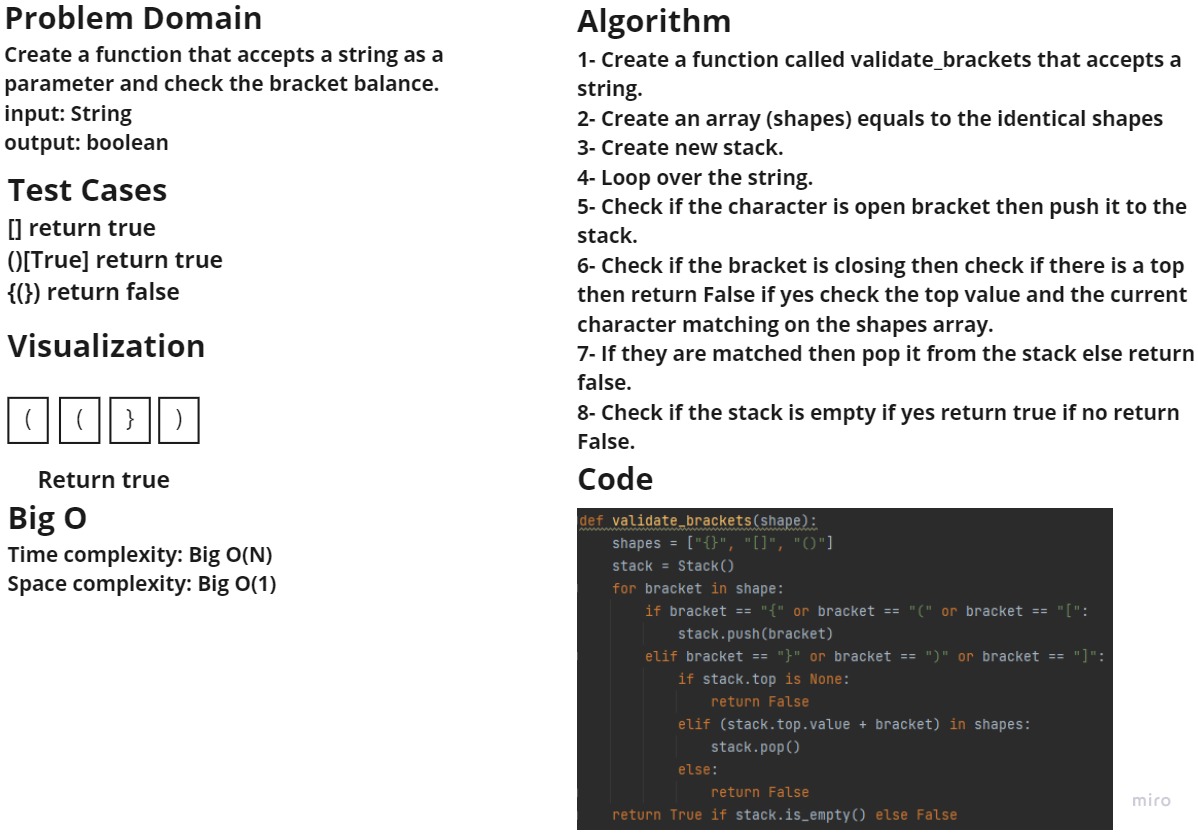 Problem Domain
Create a function that accepts a string as a
parameter and check the bracket balance.
input: String
output: boolean
Test Cases
[] return true
()[True] return true
{(}) return false
Visualization
( ( } )
Return true
Big O
Time complexity: Big O(N)
Space complexity: Big O(1)
Algorithm
1- Create a function called validate_brackets that accepts a
string.
2- Create an array (shapes) equals to the identical shapes
3- Create new stack.
4- Loop over the string.
5- Check if the character is open bracket then push it to the
stack.
6- Check if the bracket is closing then check if there is a top
then return False if yes check the top value and the current
character matching on the shapes array.
7- If they are matched then pop it from the stack else return
false.
8- Check if the stack is empty if yes return true if no return
False.
Code
def validate_brackets(shape):
    shapes = ["{}", "[]", "()"]
    stack = Stack()
    for bracket in shape:
        if bracket == "{" or bracket == "(" or bracket == "[":
            stack.push(bracket)
        elif bracket == "}" or bracket == ")" or bracket == "]":
            if stack.top is None:
                return False
            elif (stack.top.value + bracket) in shapes:
                stack.pop()
            else:
                return False
    return True if stack.is_empty() else False
miro